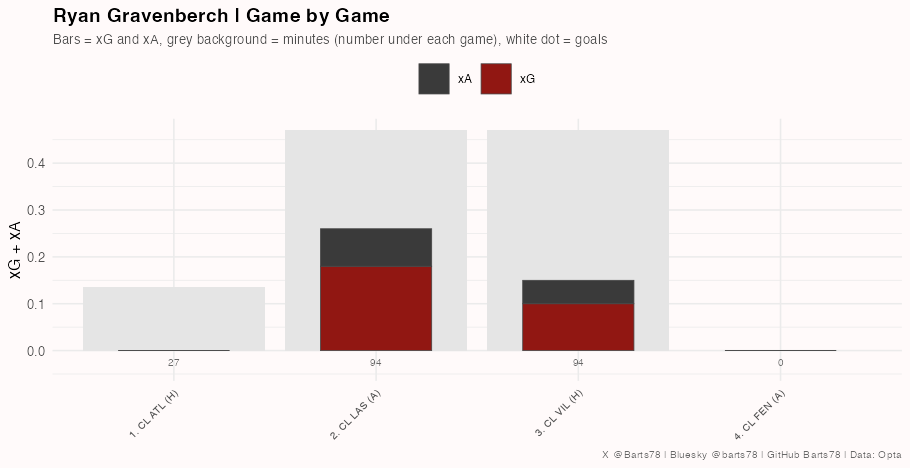 Ryan Gravenberch | Game by Game
Bars = xG and xA, grey background = minutes (number under each game), white dot = goals
xA xG
xG + xA
0.4
0.3
0.2
0.1
0.0
27 94 94 0
1. CL ATL (H)
2. CL LAS (A)
3. CL VIL (H)
4. CL FEN (A)
X @Barts78 | Bluesky @barts78 | GitHub Barts78 | Data: Opta